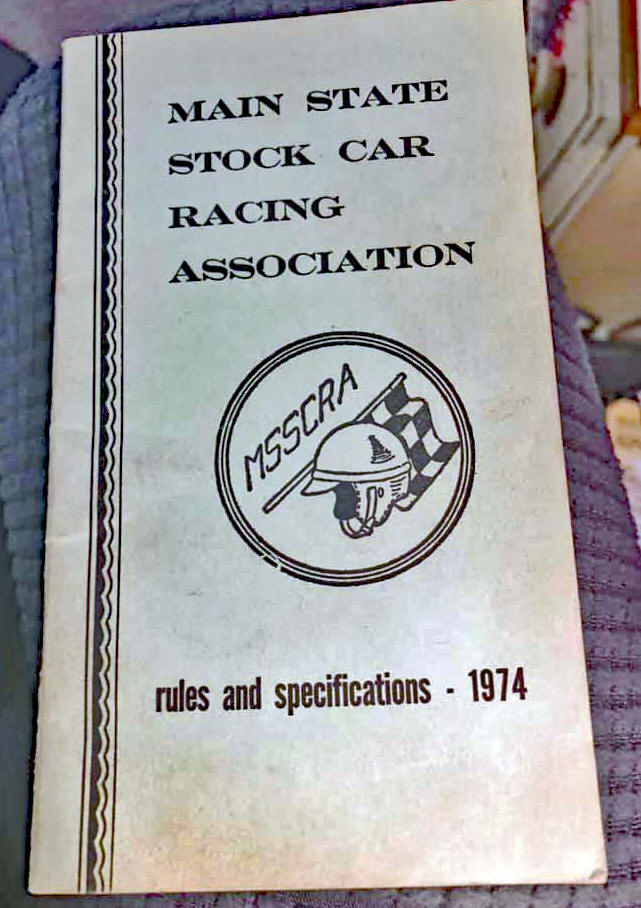 MAIN STATE
STOCK CAR
RACING
ASSOCIATION
MSSCRA
rules and specifications - 1974